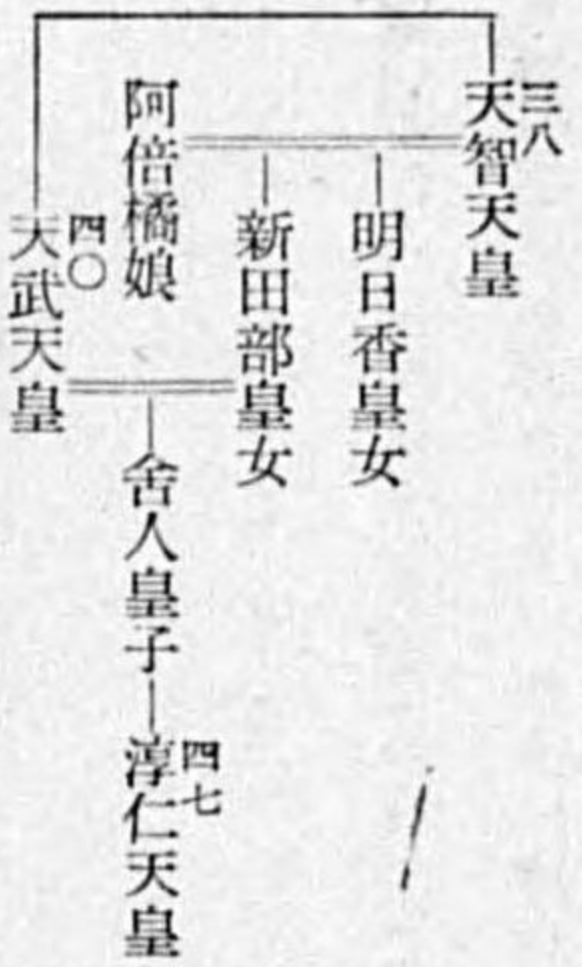 三八
天智天皇
明日香皇女
新田部皇女
阿倍橘娘
四〇
天武天皇
舎人皇子
四七
淳仁天皇